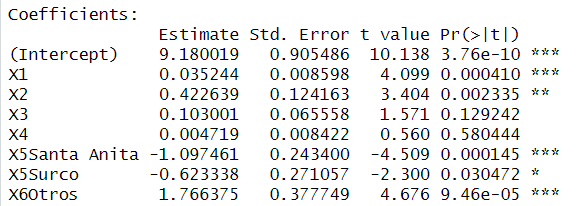 Coefficients:
Estimate Std. Error t value Pr(>|t|)
(Intercept) 9.180019 0.905486 10.138 3.76e-10 ***
X1 0.035244 0.008598 4.099 0.000410 ***
X2 0.422639 0.124163 3.404 0.002335 **
X3 0.103001 0.065558 1.571 0.129242
X4 0.004719 0.008422 0.560 0.580444
X5Santa Anita -1.097461 0.243400 -4.509 0.000145 ***
X5Surco -0.623338 0.271057 -2.300 0.030472 *
X6Otros 1.766375 0.377749 4.676 9.46e-05 ***